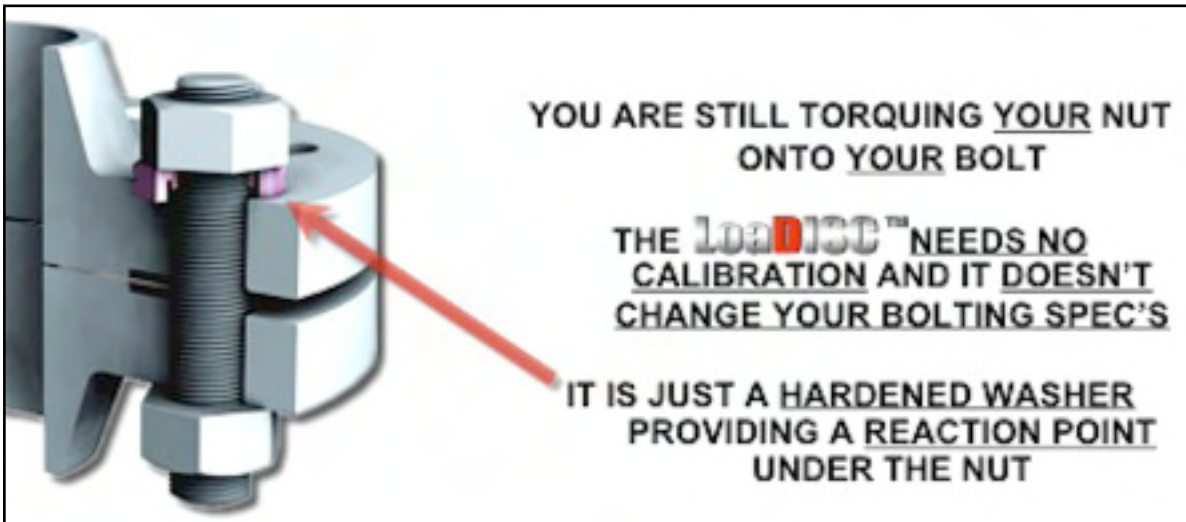 YOU ARE STILL TORQUING YOUR NUT
ONTO YOUR BOLT
THE LoaDISC™ NEEDS NO
CALIBRATION AND IT DOESN'T
CHANGE YOUR BOLTING SPEC'S
IT IS JUST A HARDENED WASHER
PROVIDING A REACTION POINT
UNDER THE NUT